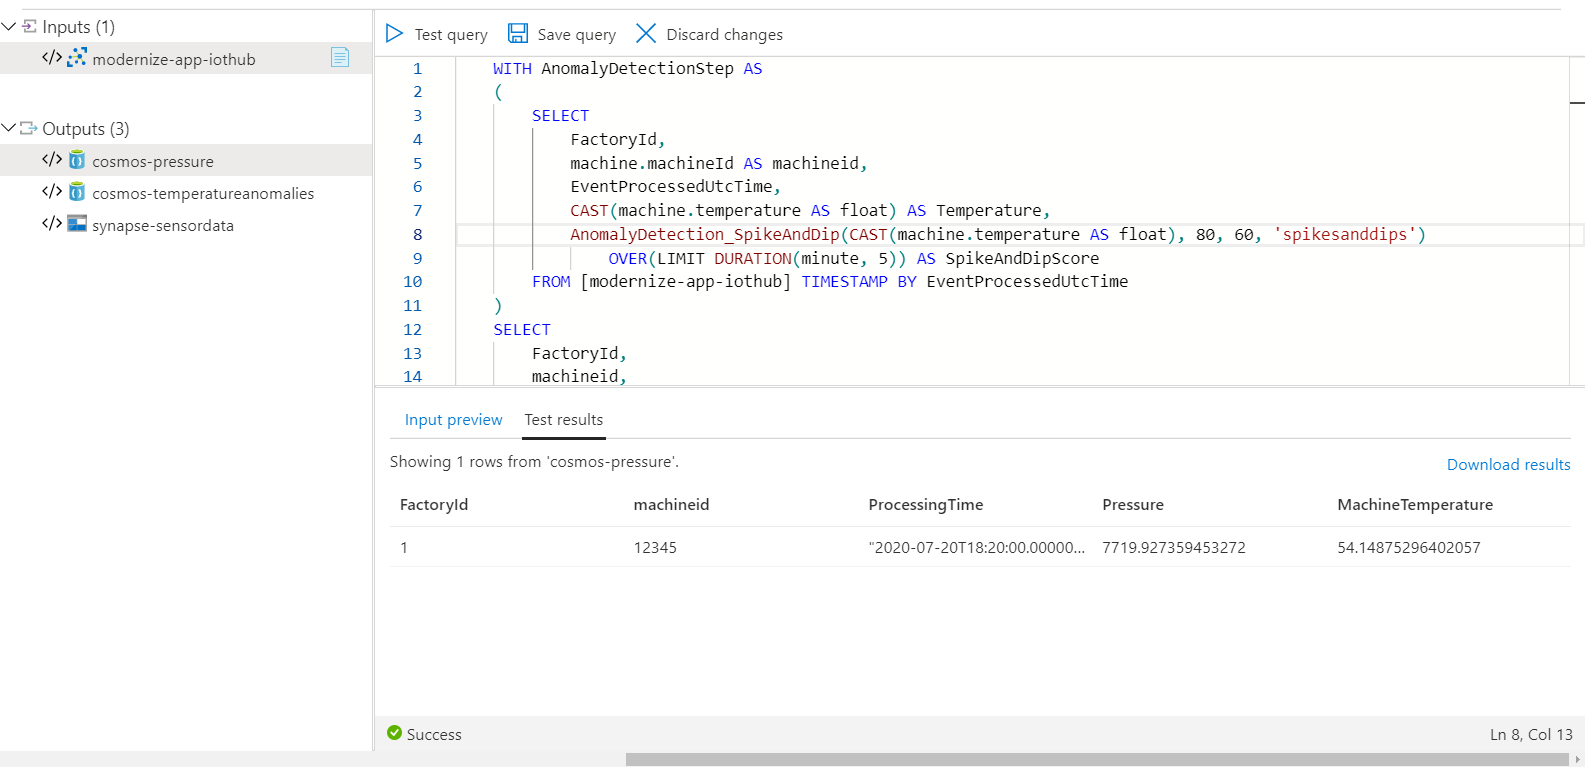 Inputs (1)
</> modernize-app-iothub
Outputs (3)
</> cosmos-pressure
</> cosmos-temperatureanomalies
</> synapse-sensordata
Test query Save query Discard changes
1 WITH AnomalyDetectionStep AS
2 (
3 SELECT
4 FactoryId,
5 machine.machineId AS machineid,
6 EventProcessedUtcTime,
7 CAST(machine.temperature AS float) AS Temperature,
8 AnomalyDetection_SpikeAndDip(CAST(machine.temperature AS float), 80, 60, 'spikesanddips')
9 OVER(LIMIT DURATION(minute, 5)) AS SpikeAndDipScore
10 FROM [modernize-app-iothub] TIMESTAMP BY EventProcessedUtcTime
11 )
12 SELECT
13 FactoryId,
14 machineid,
Input preview Test results
Showing 1 rows from 'cosmos-pressure'.
Download results
FactoryId machineid ProcessingTime Pressure MachineTemperature
1 12345 "2020-07-20T18:20:00.00000... 7719.927359453272 54.14875296402057
Success
Ln 8, Col 13